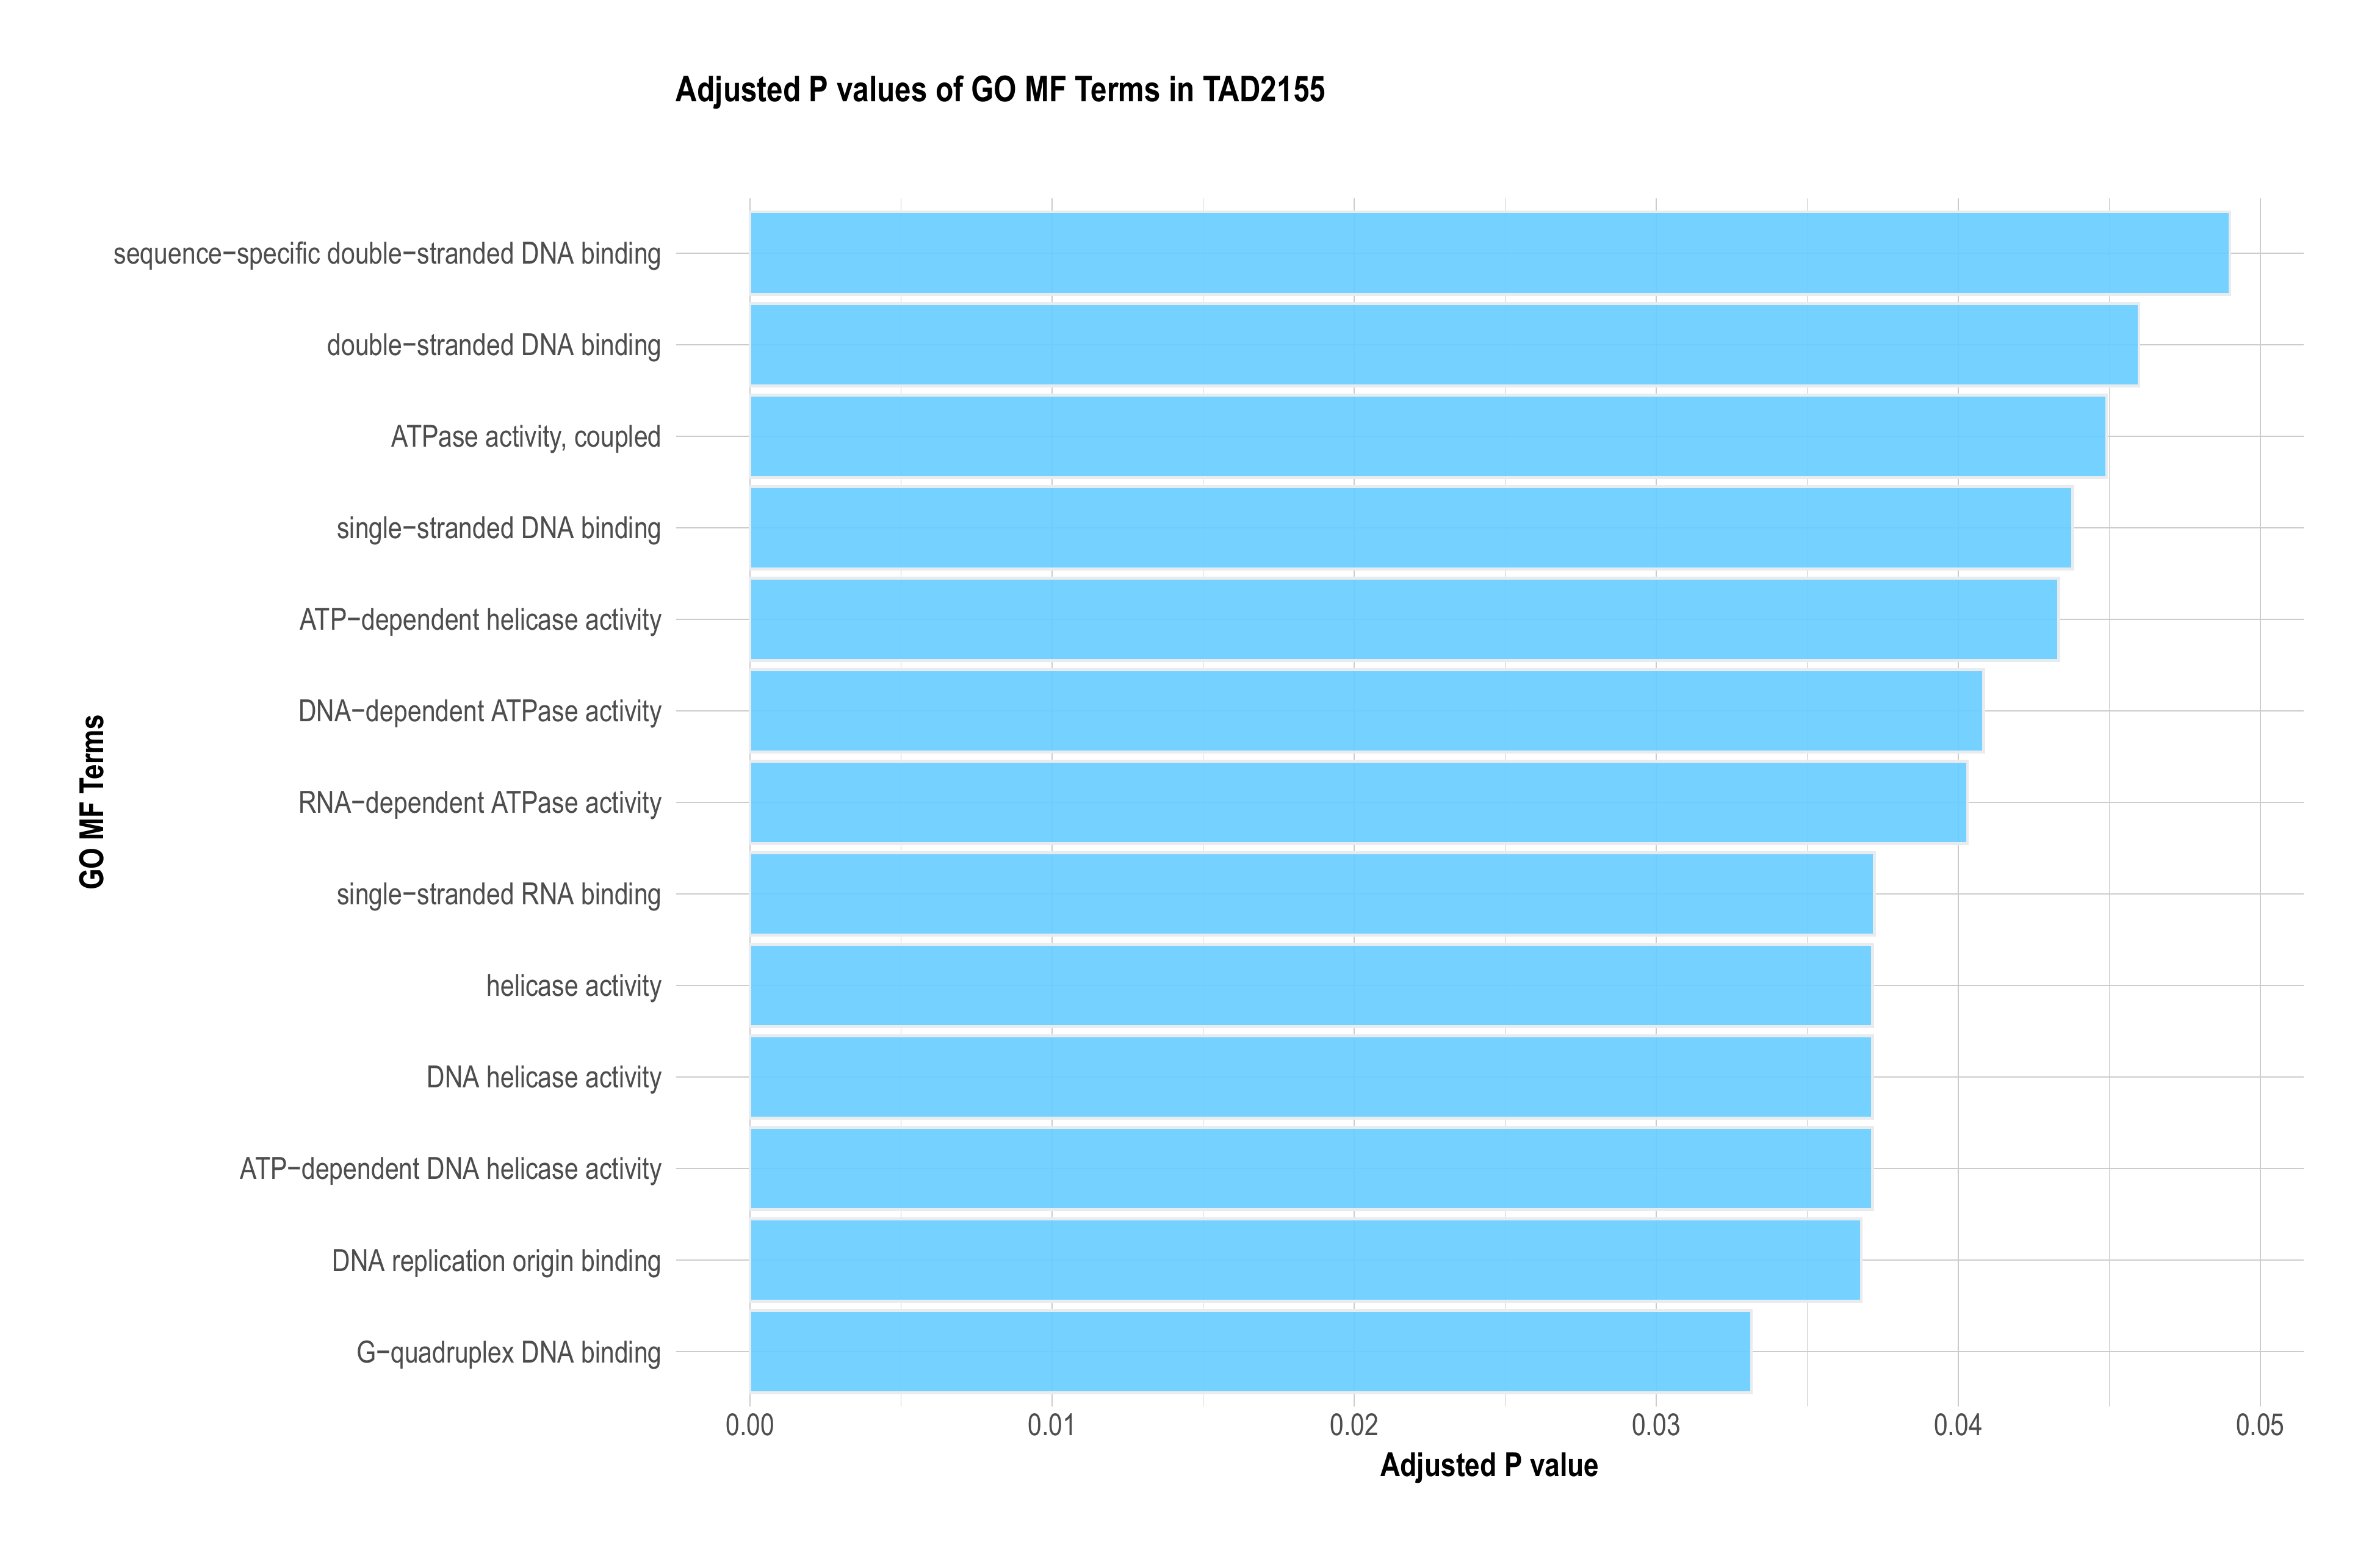 Adjusted P values of GO MF Terms in TAD2155
sequence−specific double−stranded DNA binding
double−stranded DNA binding
ATPase activity, coupled
single−stranded DNA binding
ATP−dependent helicase activity
DNA−dependent ATPase activity
RNA−dependent ATPase activity
single−stranded RNA binding
helicase activity
DNA helicase activity
ATP−dependent DNA helicase activity
DNA replication origin binding
G−quadruplex DNA binding
GO MF Terms
0.00 0.01 0.02 0.03 0.04 0.05
Adjusted P value